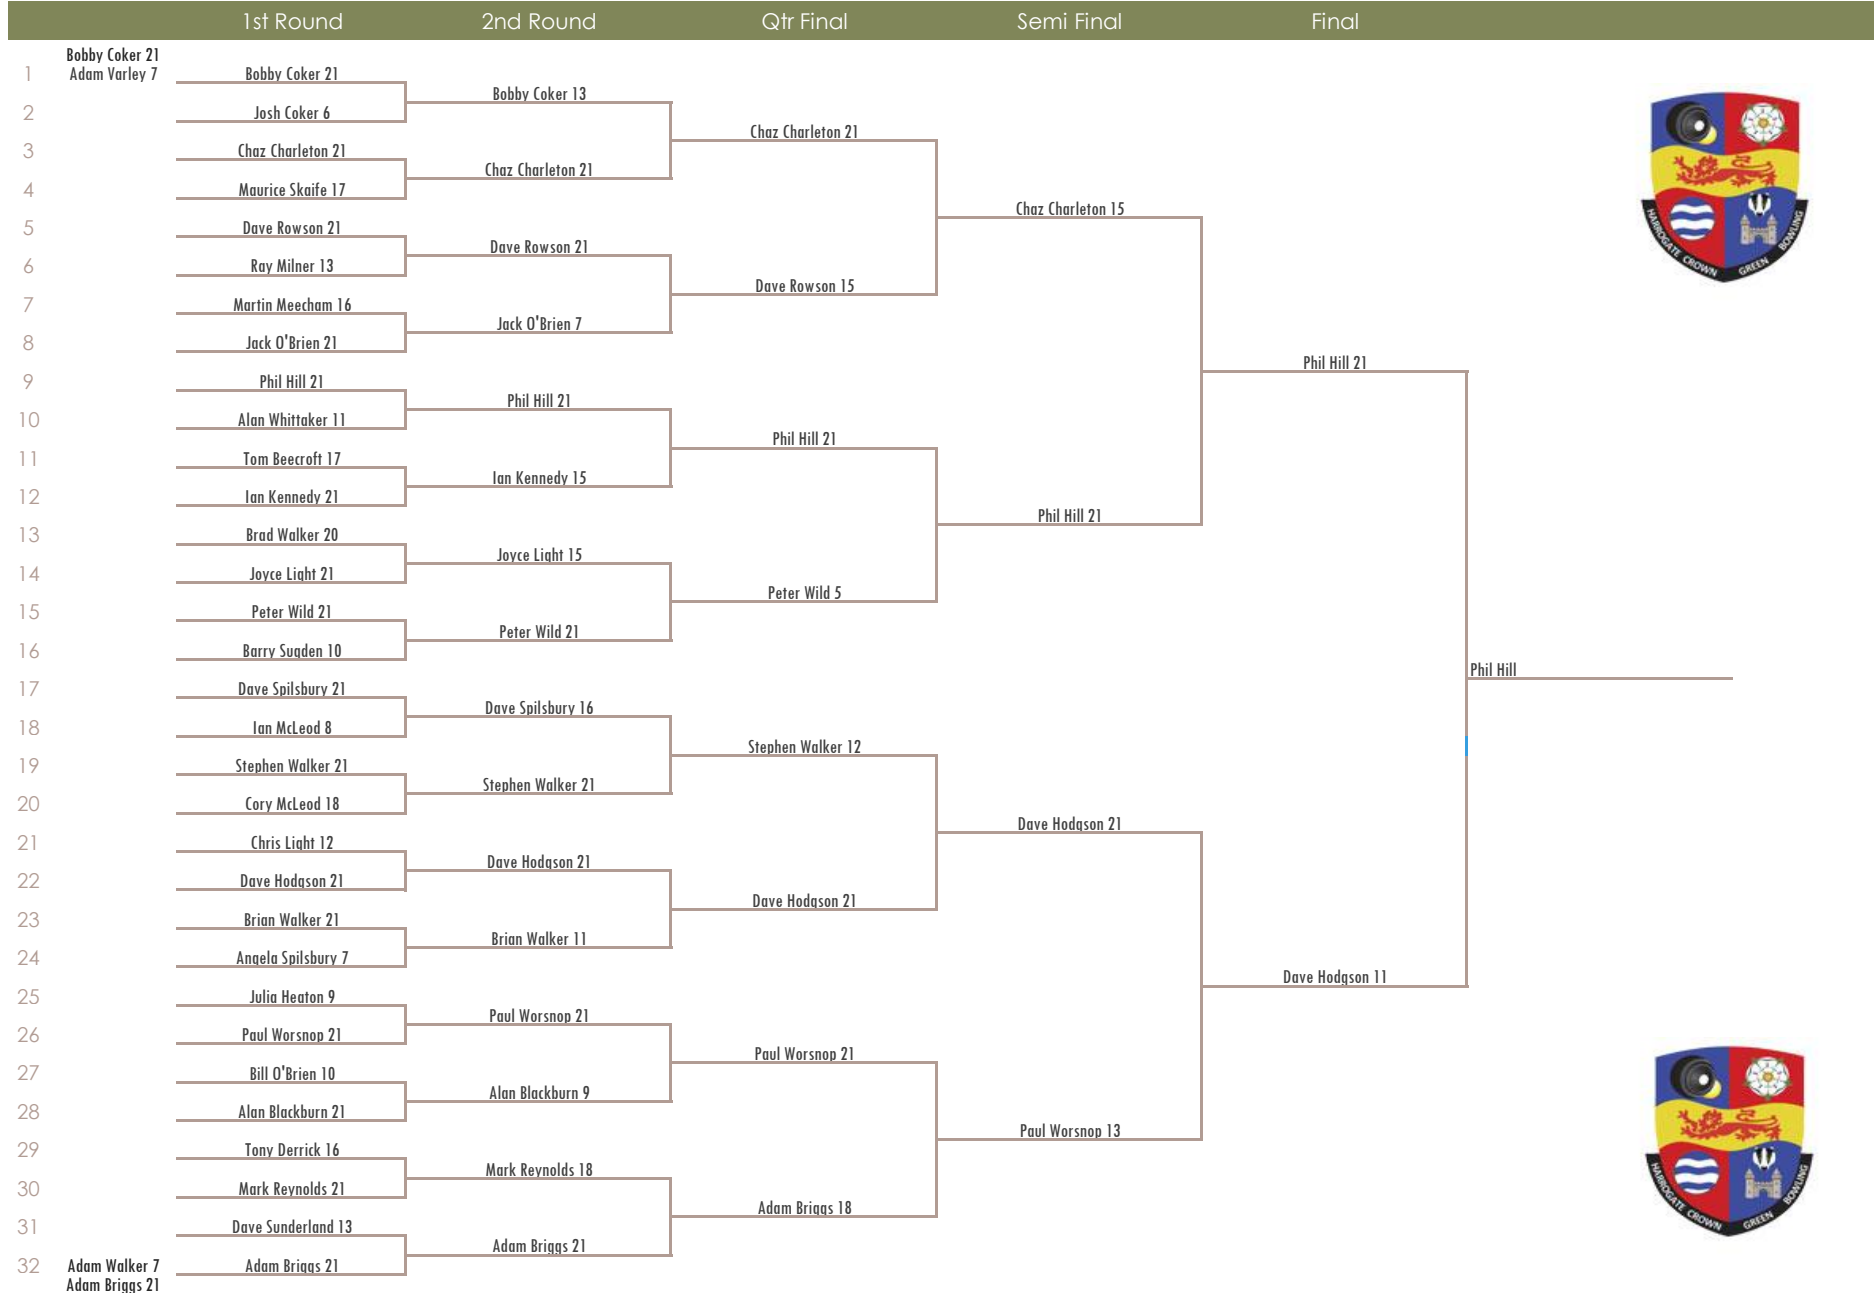 1st Round 2nd Round Qtr Final Semi Final Final
Bobby Coker 21
Adam Varley 7
1 Bobby Coker 21
Bobby Coker 13
2 Josh Coker 6
Chaz Charleton 21
3 Chaz Charleton 21
Chaz Charleton 21
4 Maurice Skaife 17
Chaz Charleton 15
5 Dave Rowson 21
Dave Rowson 21
6 Ray Milner 13
Dave Rowson 15
7 Martin Meecham 16
Jack O'Brien 7
8 Jack O'Brien 21
Phil Hill 21
9 Phil Hill 21
Phil Hill 21
10 Alan Whittaker 11
Phil Hill 21
11 Tom Beecroft 17
Ian Kennedy 15
12 Ian Kennedy 21
Phil Hill 21
13 Brad Walker 20
Joyce Light 15
14 Joyce Light 21
Peter Wild 5
15 Peter Wild 21
Peter Wild 21
16 Barry Sugden 10
Phil Hill
17 Dave Spilsbury 21
Dave Spilsbury 16
18 Ian McLeod 8
Stephen Walker 12
19 Stephen Walker 21
Stephen Walker 21
20 Cory McLeod 18
Dave Hodgson 21
21 Chris Light 12
Dave Hodgson 21
22 Dave Hodgson 21
Dave Hodgson 21
23 Brian Walker 21
Brian Walker 11
24 Angela Spilsbury 7
Dave Hodgson 11
25 Julia Heaton 9
Paul Worsnop 21
26 Paul Worsnop 21
Paul Worsnop 21
27 Bill O'Brien 10
Alan Blackburn 9
28 Alan Blackburn 21
Paul Worsnop 13
29 Tony Derrick 16
Mark Reynolds 18
30 Mark Reynolds 21
Adam Briggs 18
31 Dave Sunderland 13
Adam Briggs 21
32 Adam Walker 7 Adam Briggs 21
Adam Briggs 21
HARROGATE CROWN GREEN BOWLING
HARROGATE CROWN GREEN BOWLING